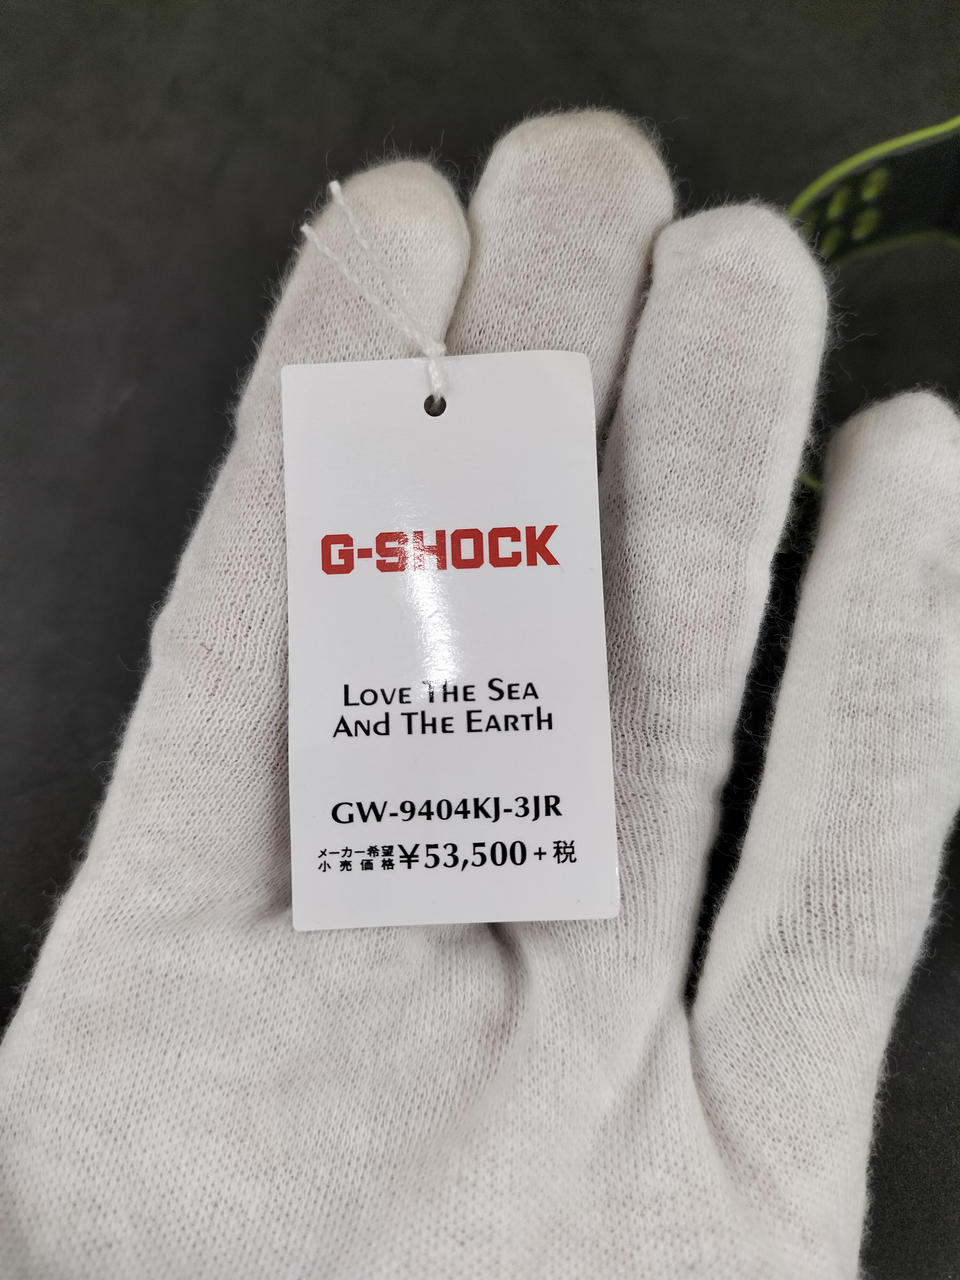 G-SHOCK
LOVE THE SEA
ANd THE EARTh
GW-9404KJ-3JR
メーカー希望
小売価格 ¥53,500+税